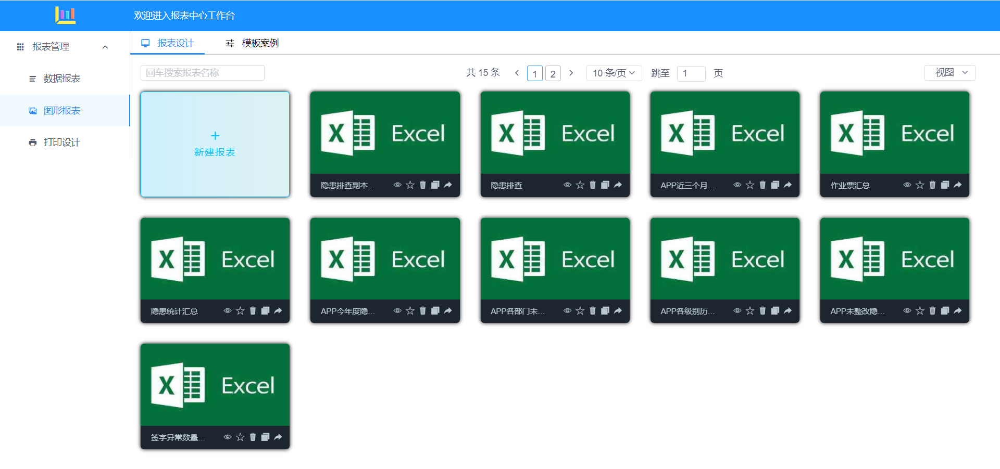 欢迎进入报表中心工作台
报表管理
数据报表
图形报表
打印设计
报表设计
模板案例
回车搜索报表名称
共 15 条
1
2
10 条/页
跳至
1
页
视图
+
新建报表
X Excel
隐患排查副本...
X Excel
隐患排查
X Excel
APP近三个月...
X Excel
作业票汇总
X Excel
隐患统计汇总
X Excel
APP今年度隐...
X Excel
APP各部门未...
X Excel
APP各级别历...
X Excel
APP未整改隐...
X Excel
签字异常数量...